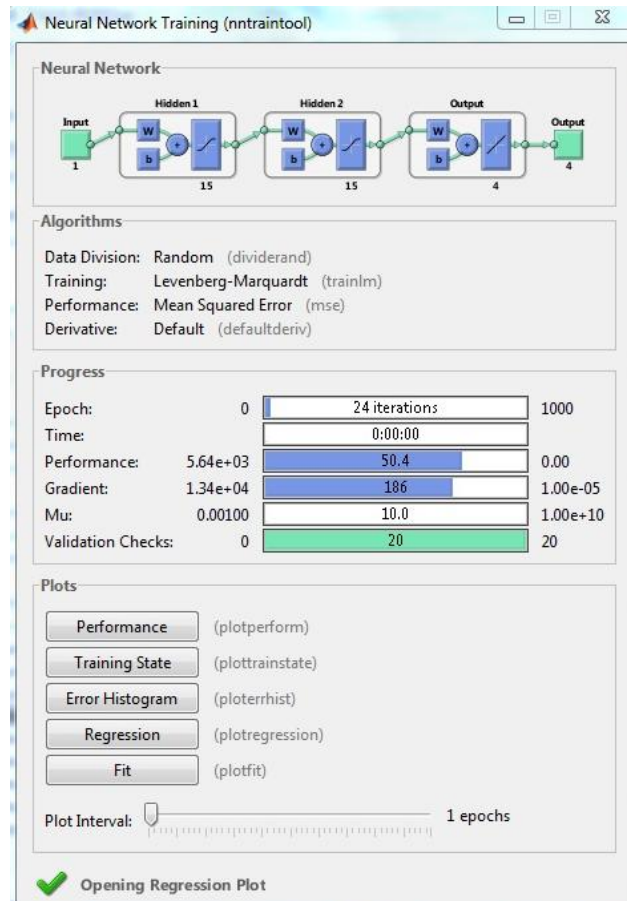 Neural Network Training (nntraintool)
Neural Network
Hidden 1 Hidden 2 Output
Input Output
W W W
+ + +
b b b
1 15 15 4 4
Algorithms
Data Division: Random (dividerand)
Training: Levenberg-Marquardt (trainlm)
Performance: Mean Squared Error (mse)
Derivative: Default (defaultderiv)
Progress
Epoch: 0 24 iterations 1000
Time: 0:00:00
Performance: 5.64e+03 50.4 0.00
Gradient: 1.34e+04 186 1.00e-05
Mu: 0.00100 10.0 1.00e+10
Validation Checks: 0 20 20
Plots
Performance (plotperform)
Training State (plottrainstate)
Error Histogram (ploterrhist)
Regression (plotregression)
Fit (plotfit)
Plot Interval: 1 epochs
Opening Regression Plot